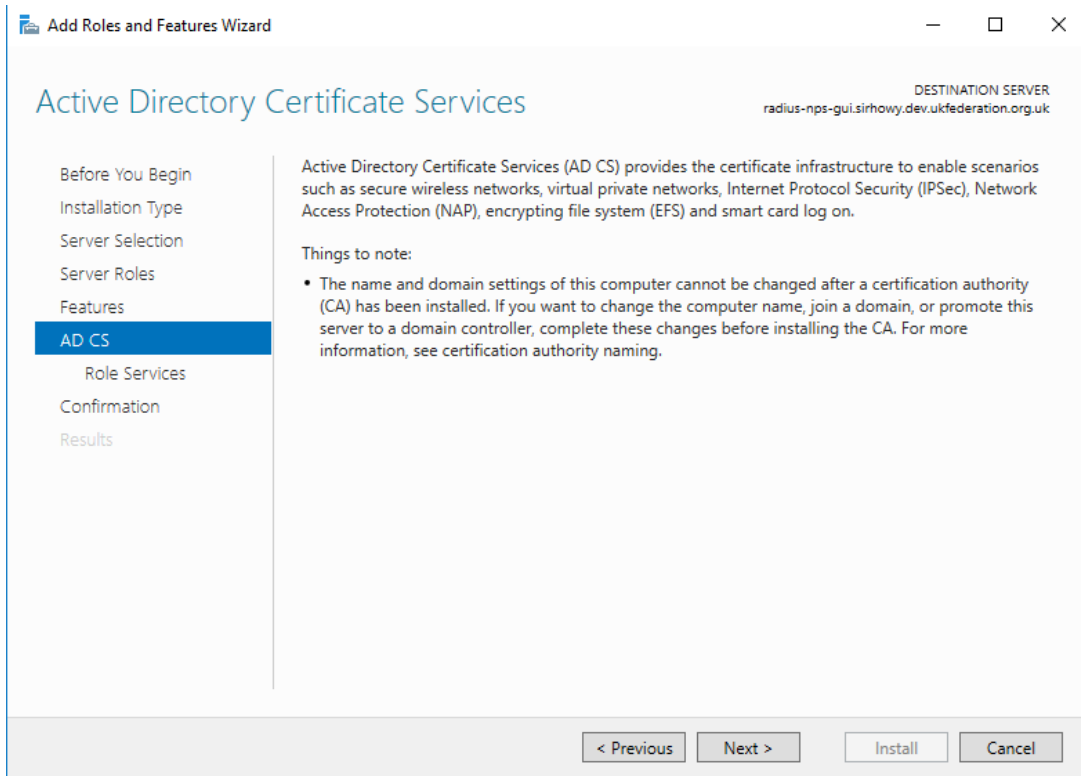 Add Roles and Features Wizard
Active Directory Certificate Services
DESTINATION SERVER
radius-nps-gui.sirhowy.dev.ukfederation.org.uk
Before You Begin
Installation Type
Server Selection
Server Roles
Features
AD CS
Role Services
Confirmation
Results
Active Directory Certificate Services (AD CS) provides the certificate infrastructure to enable scenarios
such as secure wireless networks, virtual private networks, Internet Protocol Security (IPSec), Network
Access Protection (NAP), encrypting file system (EFS) and smart card log on.
Things to note:
• The name and domain settings of this computer cannot be changed after a certification authority
(CA) has been installed. If you want to change the computer name, join a domain, or promote this
server to a domain controller, complete these changes before installing the CA. For more
information, see certification authority naming.
< Previous
Next >
Install
Cancel